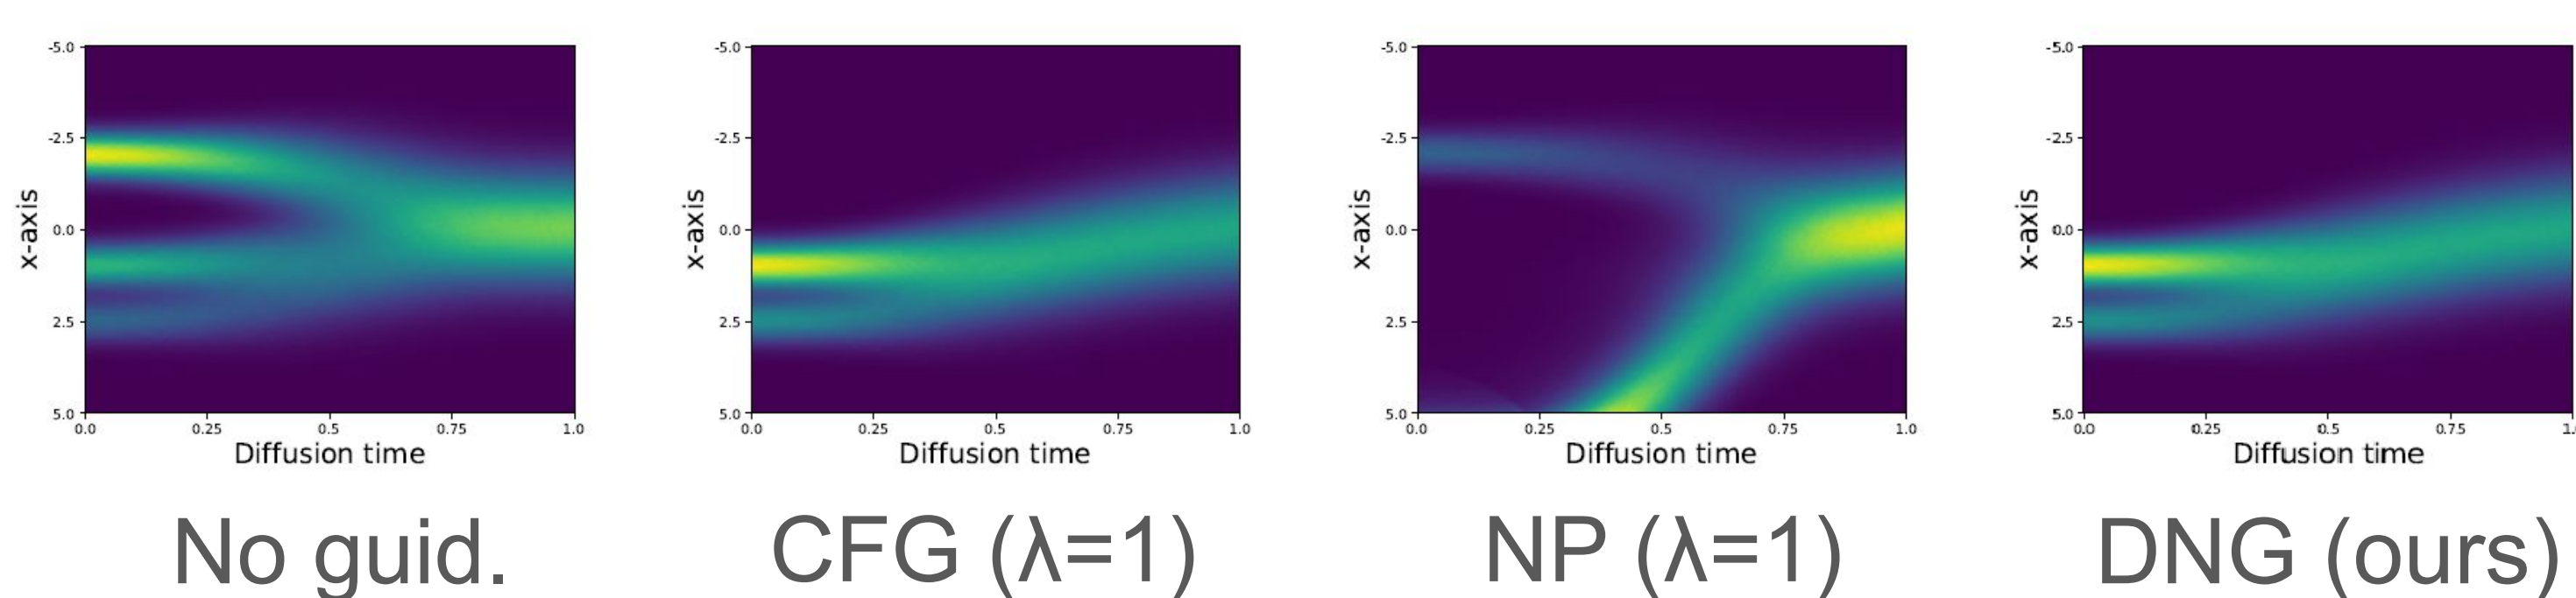 -5.0
-2.5
0.0
2.5
5.0
x-axis
0.0 0.25 0.5 0.75 1.0
Diffusion time
No guid.
-5.0
-2.5
0.0
2.5
5.0
x-axis
0.0 0.25 0.5 0.75 1.0
Diffusion time
CFG (λ=1)
-5.0
-2.5
0.0
2.5
5.0
x-axis
0.0 0.25 0.5 0.75 1.0
Diffusion time
NP (λ=1)
-5.0
-2.5
0.0
2.5
5.0
x-axis
0.0 0.25 0.5 0.75 1.
Diffusion time
DNG (ours)